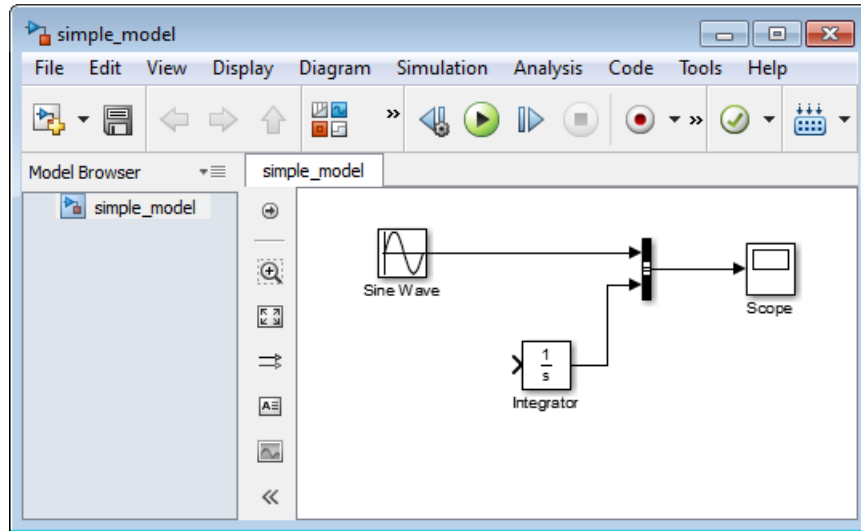 simple_model
File Edit View Display Diagram Simulation Analysis Code Tools Help
Model Browser
simple_model
simple_model
Sine Wave
Scope
1
s
Integrator